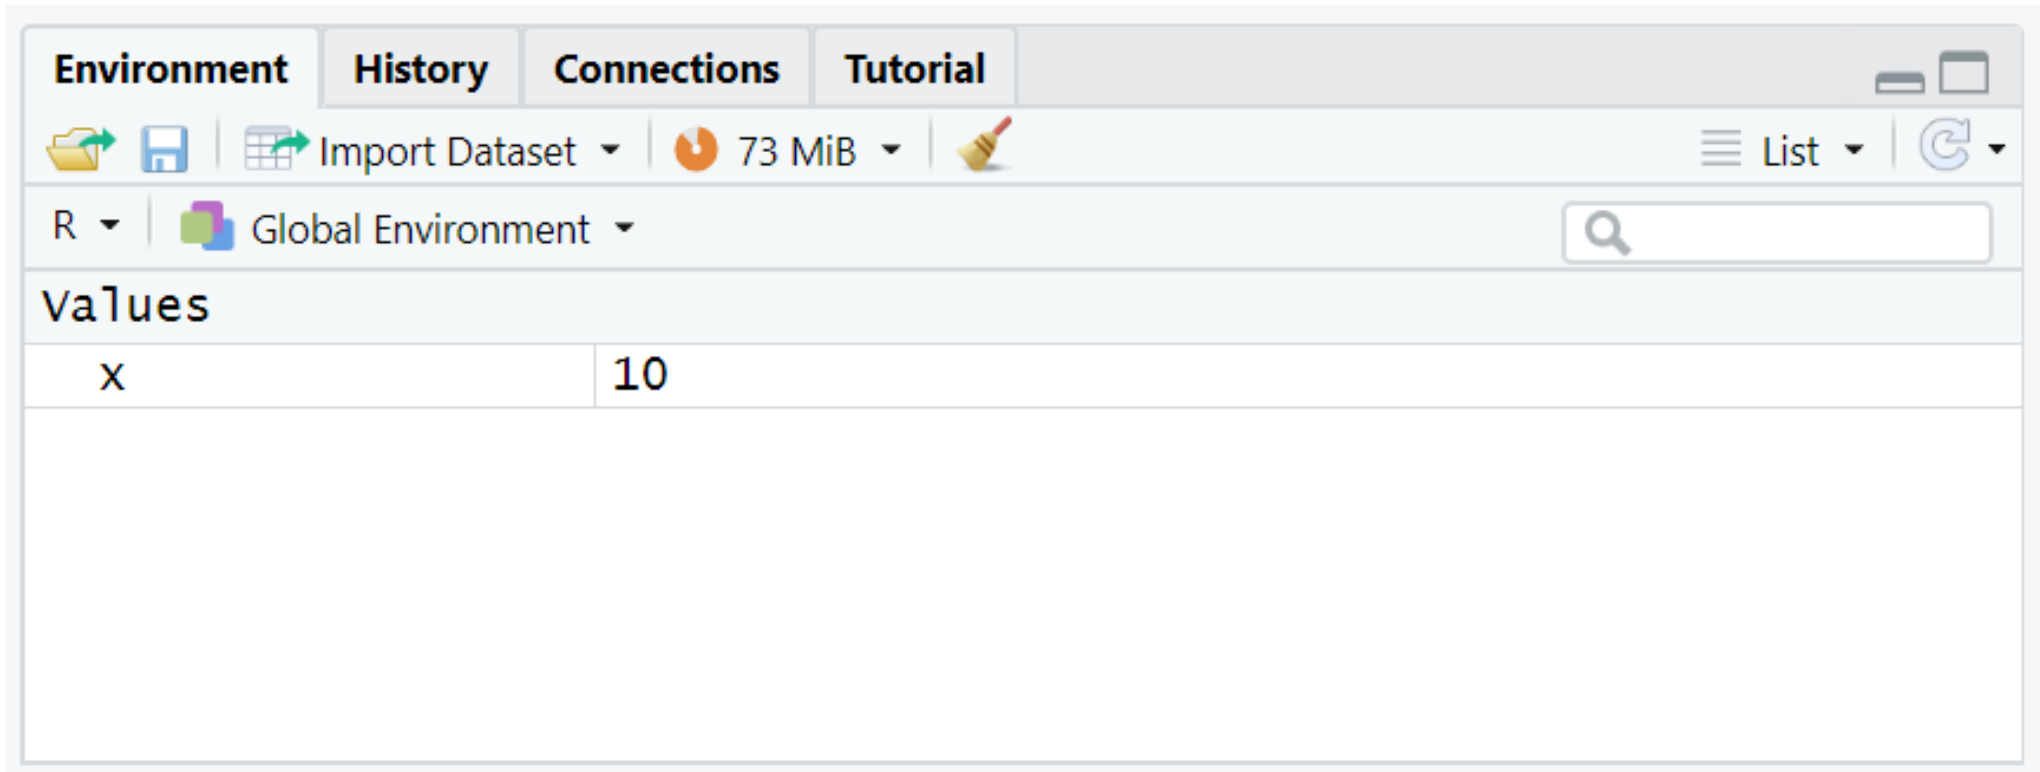 Environment History Connections Tutorial
Import Dataset 73 MiB List
R Global Environment
Values
x 10